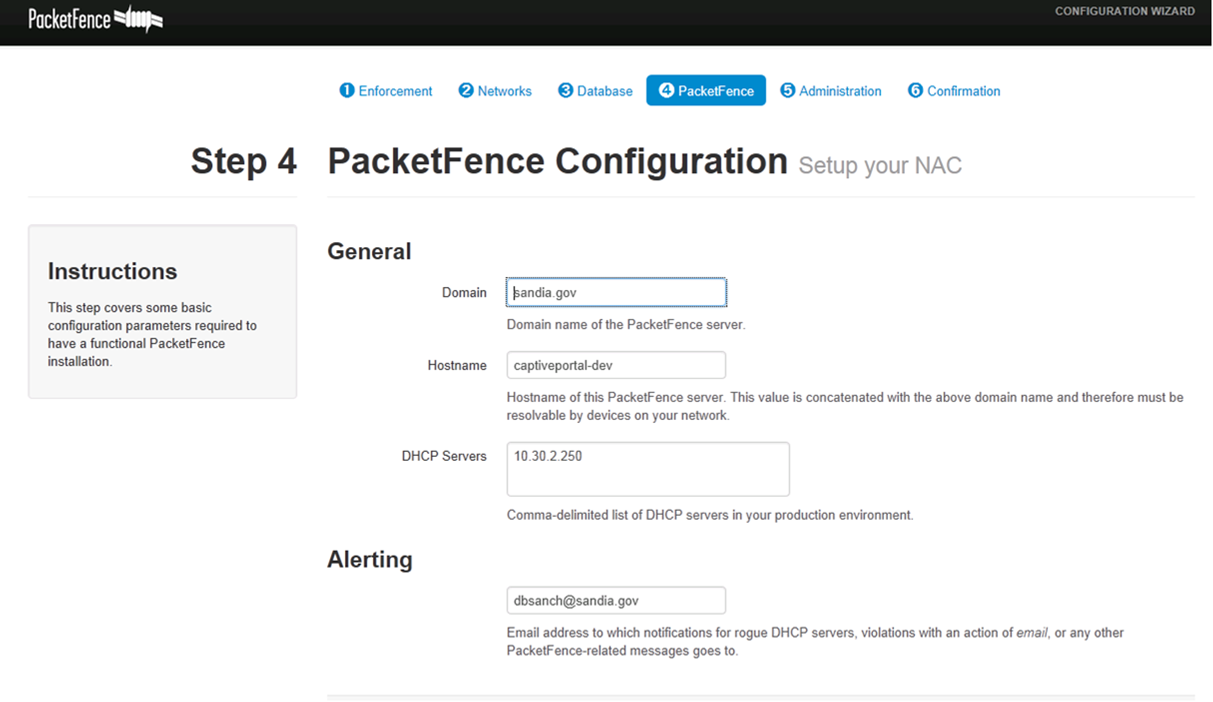 PacketFence
CONFIGURATION WIZARD
1 Enforcement 2 Networks 3 Database 4 PacketFence 5 Administration 6 Confirmation
Step 4
PacketFence Configuration Setup your NAC
Instructions
This step covers some basic
configuration parameters required to
have a functional PacketFence
installation.
General
Domain sandia.gov
Domain name of the PacketFence server.
Hostname captiveportal-dev
Hostname of this PacketFence server. This value is concatenated with the above domain name and therefore must be
resolvable by devices on your network.
DHCP Servers 10.30.2.250
Comma-delimited list of DHCP servers in your production environment.
Alerting
dbsanch@sandia.gov
Email address to which notifications for rogue DHCP servers, violations with an action of email, or any other
PacketFence-related messages goes to.